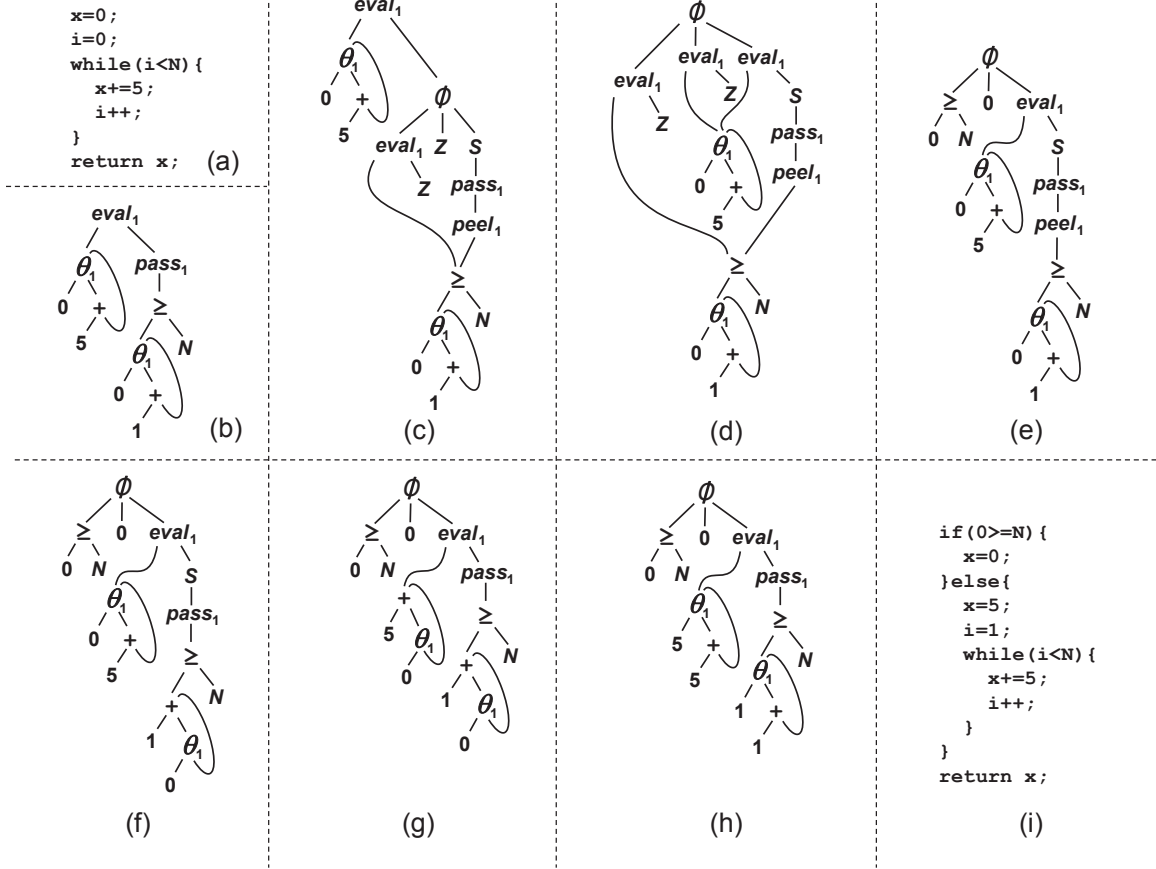 x=0;
i=0;
while(i<N){
x+=5;
i++;
}
return x;
(a)
eval₁
θ₁
pass₁
0
+
≥
5
θ₁
N
0
+
1
(b)
eval₁
θ₁
0
+
ϕ
5
eval₁
Z
S
Z
pass₁
peel₁
≥
θ₁
N
0
+
1
(c)
ϕ
eval₁
eval₁
eval₁
Z
S
Z
pass₁
θ₁
0
+
peel₁
5
≥
θ₁
N
0
+
1
(d)
ϕ
≥
0
eval₁
0
N
S
θ₁
pass₁
0
+
peel₁
5
≥
θ₁
N
0
+
1
(e)
ϕ
≥
0
eval₁
0
N
S
θ₁
pass₁
0
+
≥
5
+
N
1
θ₁
0
(f)
ϕ
≥
0
eval₁
0
N
pass₁
+
≥
5
θ₁
0
+
N
1
θ₁
0
(g)
ϕ
≥
0
eval₁
0
N
pass₁
θ₁
≥
5
+
5
θ₁
N
1
+
1
(h)
if(0>=N){
x=0;
}else{
x=5;
i=1;
while(i<N){
x+=5;
i++;
}
}
return x;
(i)